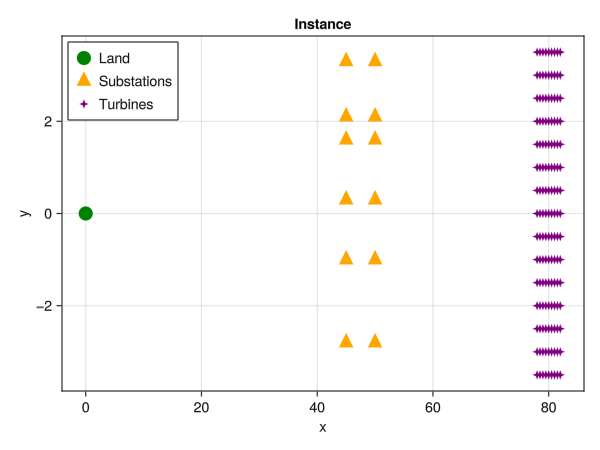 Instance
Land
Substations
Turbines
2
0
−2
y
0
20
40
60
80
x